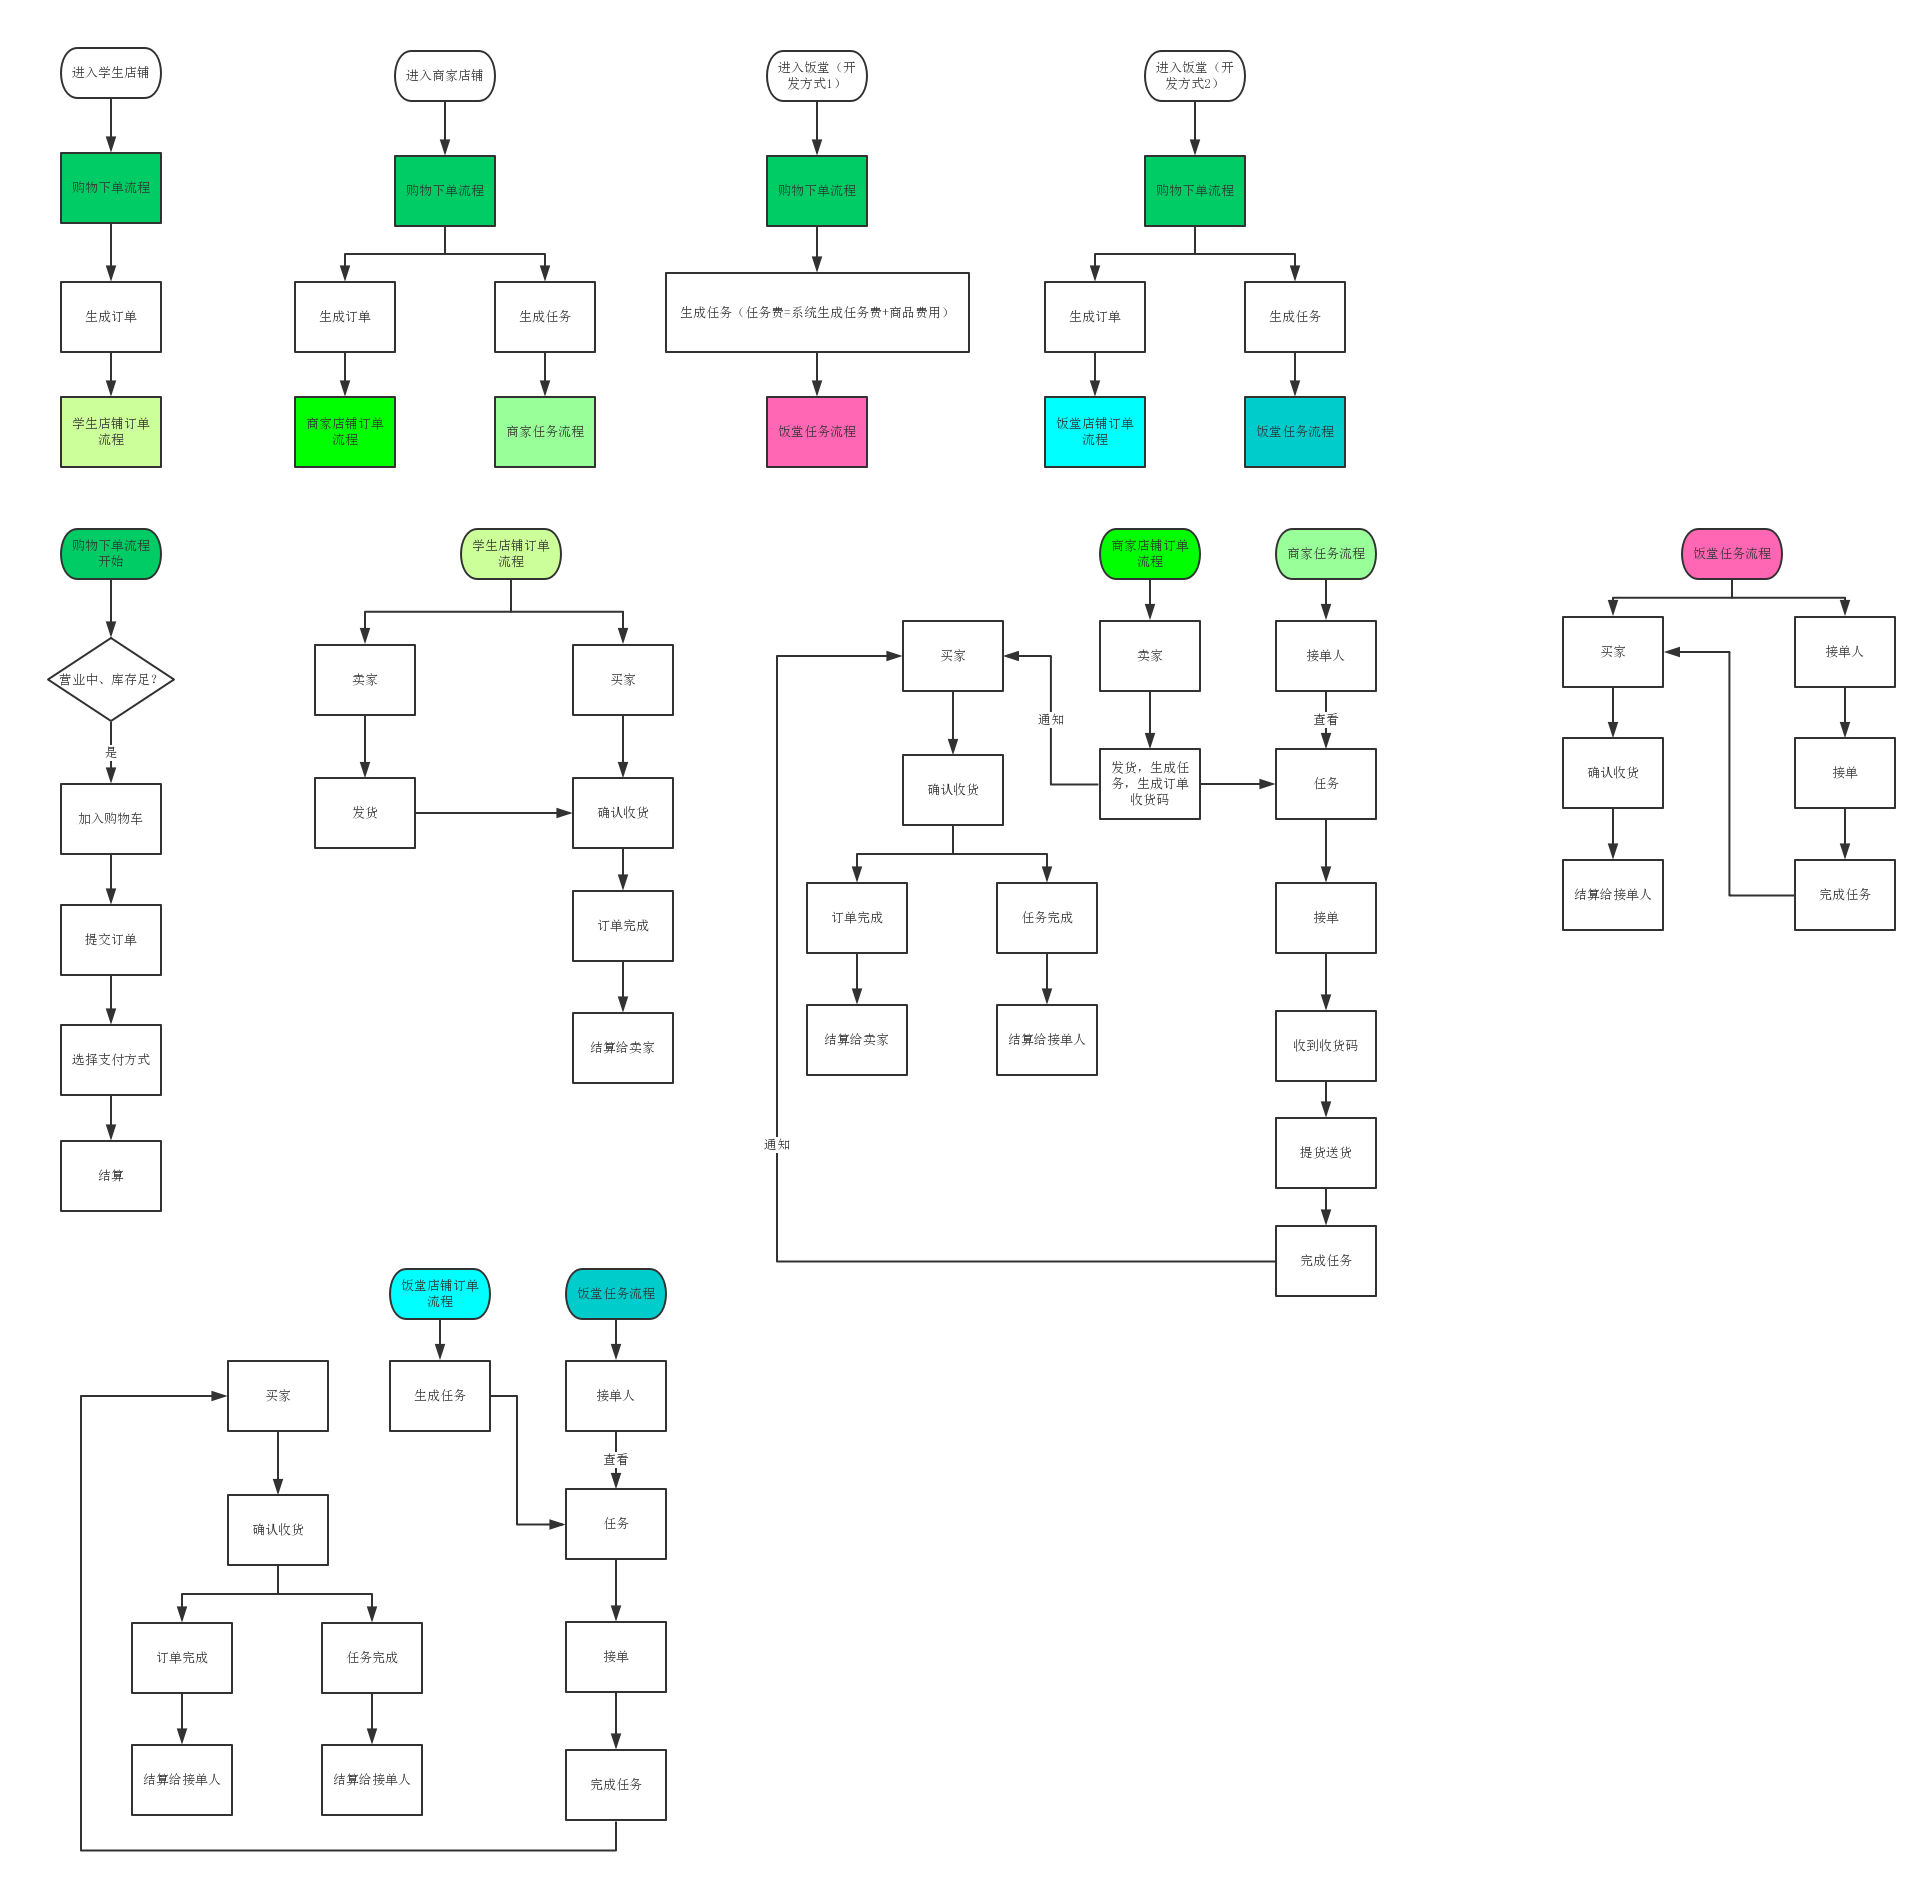 进入学生店铺
进入商家店铺
进入饭堂（开
发方式1）
进入饭堂（开
发方式2）
购物下单流程
购物下单流程
购物下单流程
购物下单流程
生成订单
生成订单
生成任务
生成任务（任务费=系统生成任务费+商品费用）
生成订单
生成任务
学生店铺订单
流程
商家店铺订单
流程
商家任务流程
饭堂任务流程
饭堂店铺订单
流程
饭堂任务流程
购物下单流程
开始
营业中、库存足?
是
加入购物车
提交订单
选择支付方式
结算
学生店铺订单
流程
卖家
买家
发货
确认收货
订单完成
结算给卖家
商家店铺订单
流程
商家任务流程
买家
卖家
接单人
通知
查看
确认收货
发货，生成任
务，生成订单
收货码
任务
订单完成
任务完成
接单
结算给卖家
结算给接单人
收到收货码
通知
提货送货
完成任务
饭堂任务流程
买家
接单人
确认收货
接单
结算给接单人
完成任务
饭堂店铺订单
流程
饭堂任务流程
买家
生成任务
接单人
查看
确认收货
任务
订单完成
任务完成
接单
结算给接单人
结算给接单人
完成任务